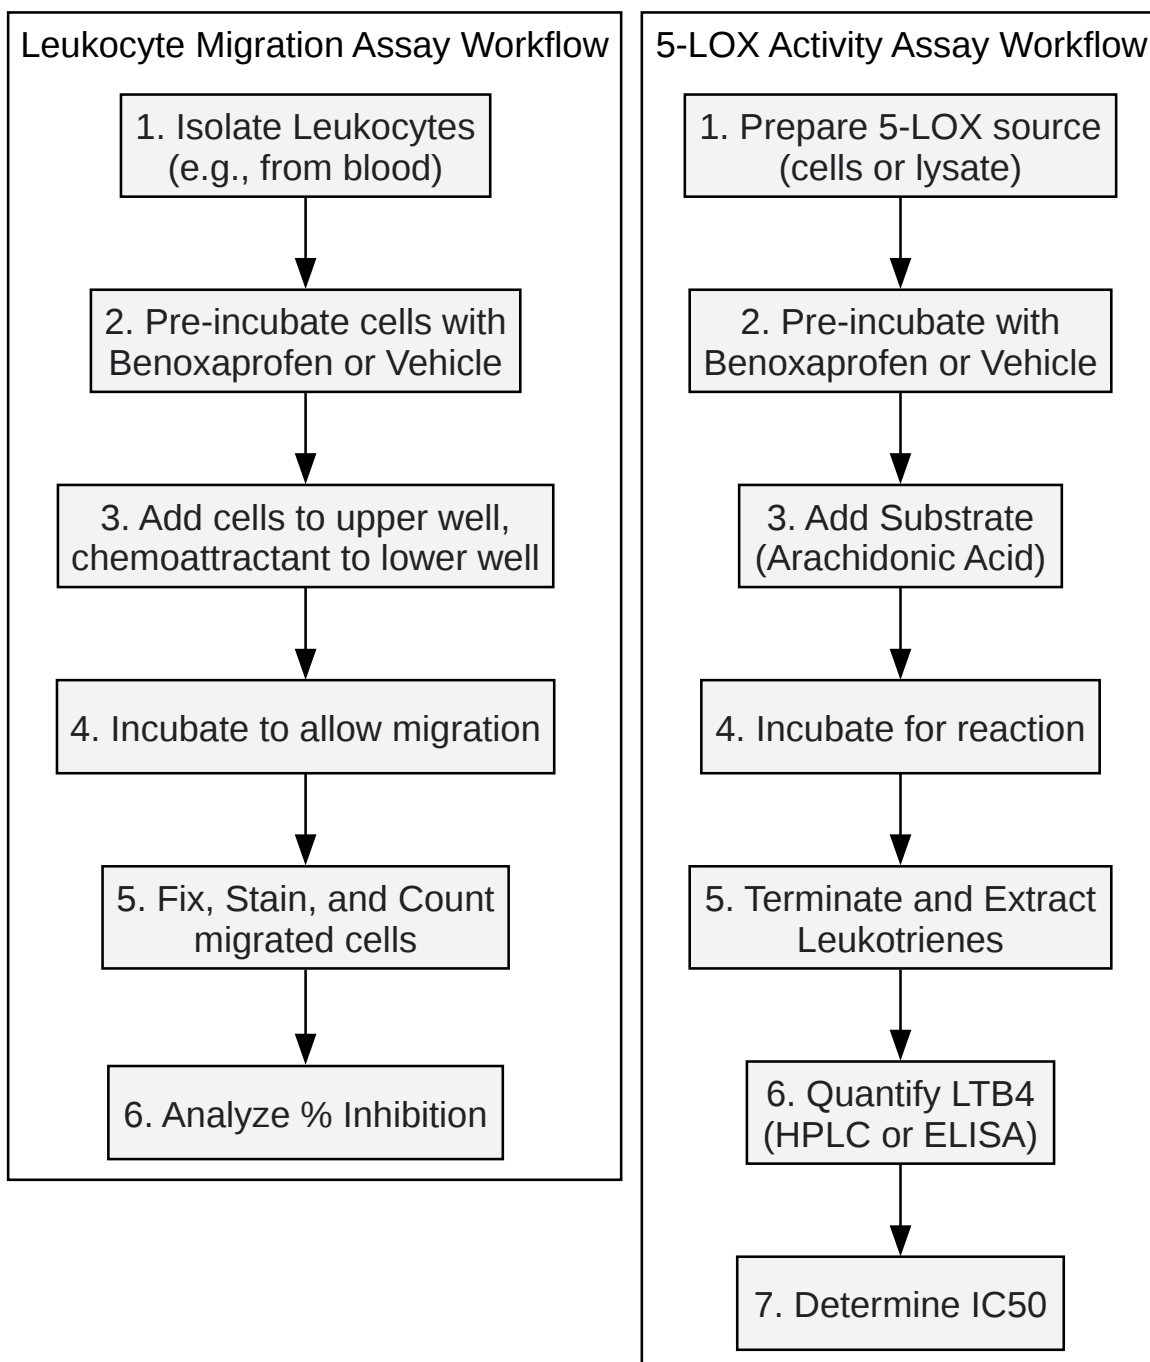 Leukocyte Migration Assay Workflow
1. Isolate Leukocytes
(e.g., from blood)
2. Pre-incubate cells with
Benoxaprofen or Vehicle
3. Add cells to upper well,
chemoattractant to lower well
4. Incubate to allow migration
5. Fix, Stain, and Count
migrated cells
6. Analyze % Inhibition
5-LOX Activity Assay Workflow
1. Prepare 5-LOX source
(cells or lysate)
2. Pre-incubate with
Benoxaprofen or Vehicle
3. Add Substrate
(Arachidonic Acid)
4. Incubate for reaction
5. Terminate and Extract
Leukotrienes
6. Quantify LTB4
(HPLC or ELISA)
7. Determine IC50